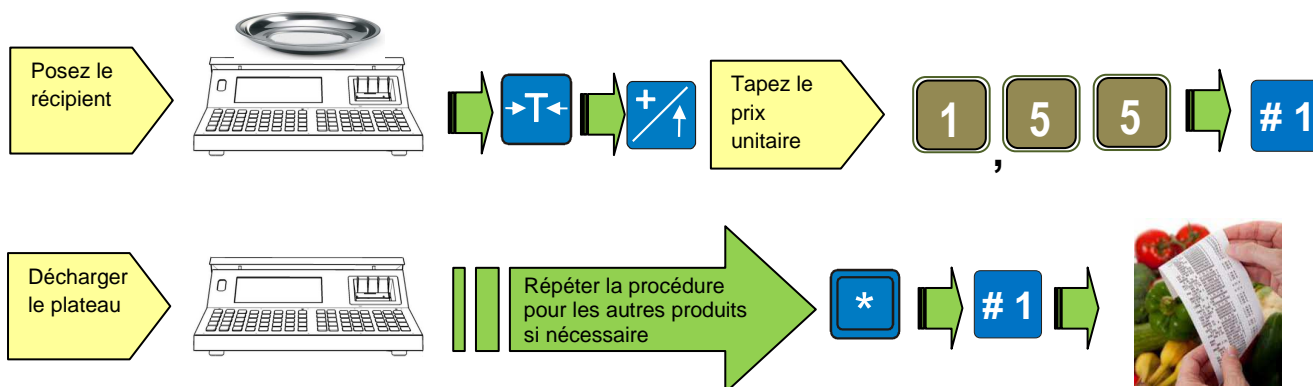 Posez le
récipient
→T←
+/↑
Tapez le
prix
unitaire
1 , 5 5
# 1
Décharger
le plateau
Répéter la procédure
pour les autres produits
si nécessaire
*
# 1